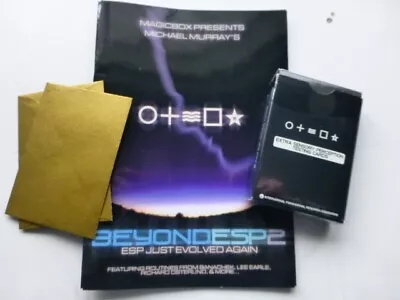 MAGICBOX PRESENTS
MICHAEL MURRAY'S
BEYONDESP2
ESP JUST EVOLVED AGAIN
FEATURING ROUTINES FROM BANACHEK, LEE EARLE,
RICHARD OSTERLIND, & MORE...
EXTRA SENSORY PERCEPTION
TESTING CARDS